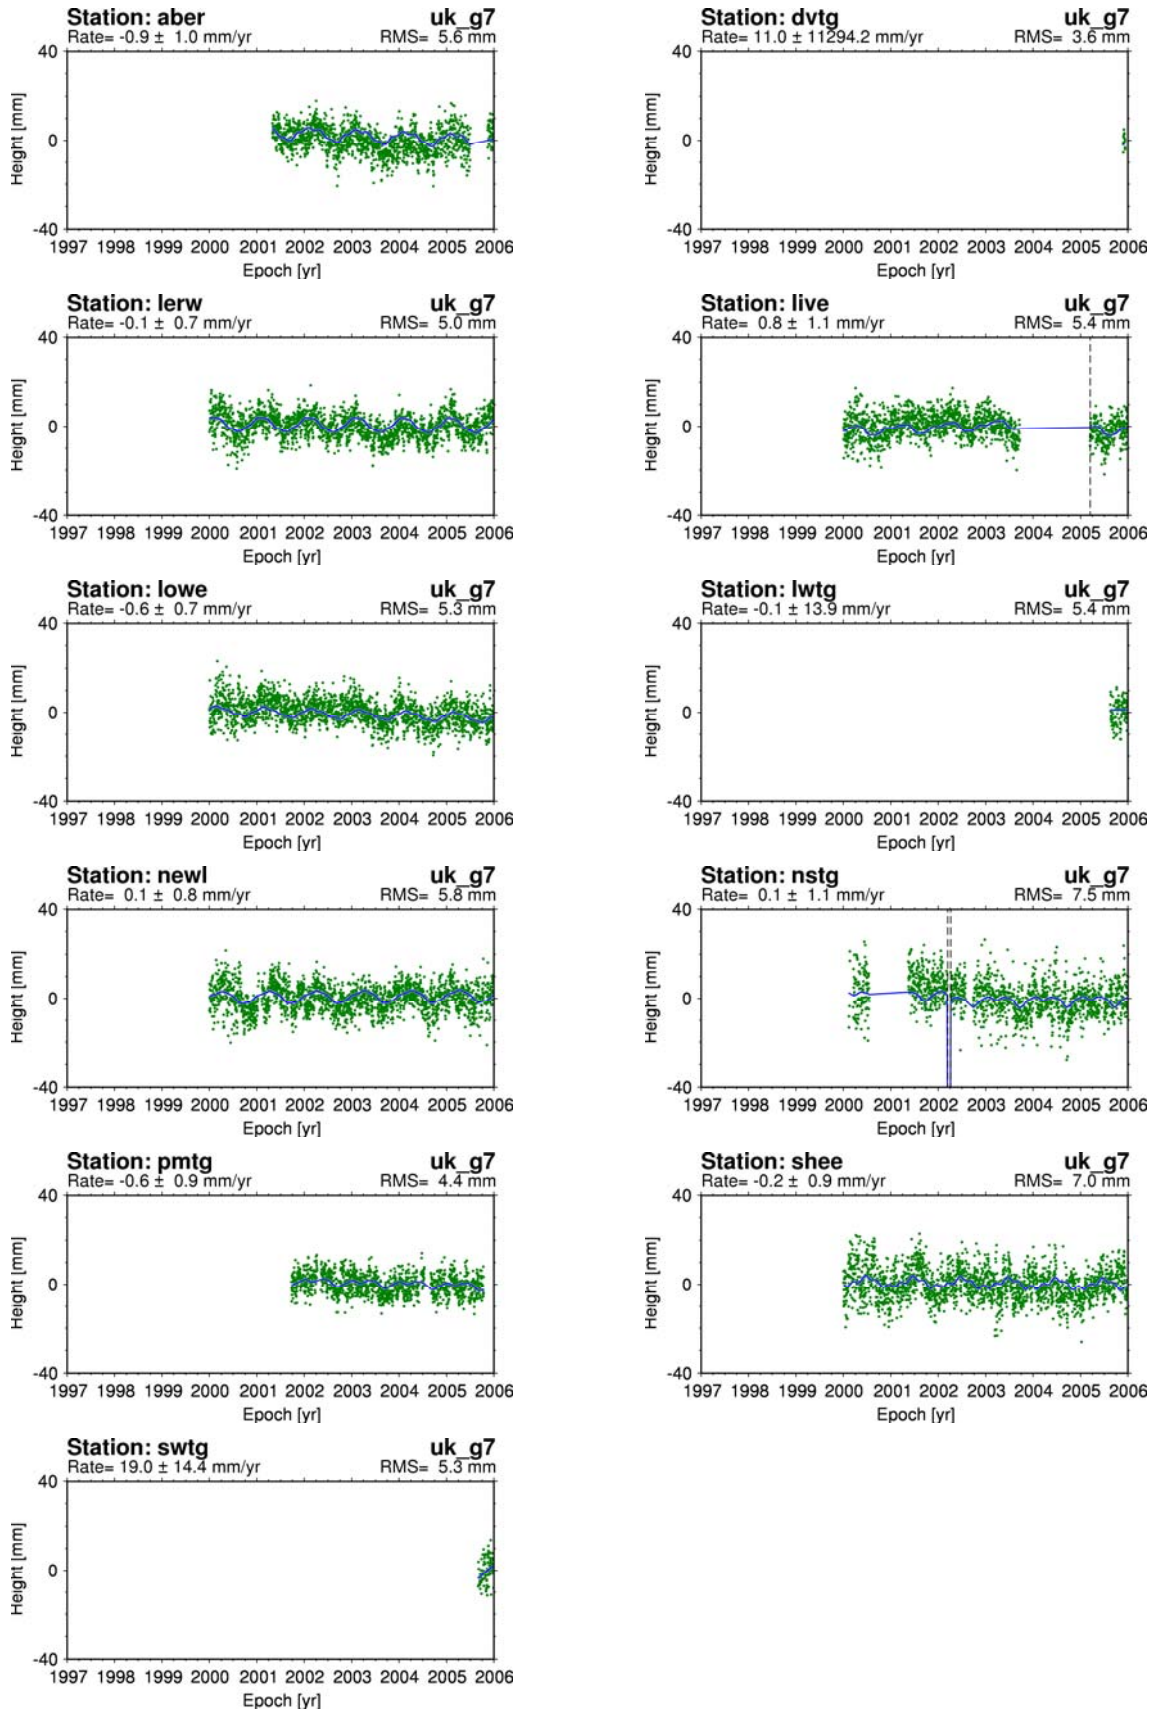 Station: aber uk_g7
Rate= -0.9 ± 1.0 mm/yr RMS= 5.6 mm
40
0
-40
Height [mm]
1997 1998 1999 2000 2001 2002 2003 2004 2005 2006
Epoch [yr]
Station: dvtg uk_g7
Rate= 11.0 ± 11294.2 mm/yr RMS= 3.6 mm
40
0
-40
Height [mm]
1997 1998 1999 2000 2001 2002 2003 2004 2005 2006
Epoch [yr]
Station: lerw uk_g7
Rate= -0.1 ± 0.7 mm/yr RMS= 5.0 mm
40
0
-40
Height [mm]
1997 1998 1999 2000 2001 2002 2003 2004 2005 2006
Epoch [yr]
Station: live uk_g7
Rate= 0.8 ± 1.1 mm/yr RMS= 5.4 mm
40
0
-40
Height [mm]
1997 1998 1999 2000 2001 2002 2003 2004 2005 2006
Epoch [yr]
Station: lowe uk_g7
Rate= -0.6 ± 0.7 mm/yr RMS= 5.3 mm
40
0
-40
Height [mm]
1997 1998 1999 2000 2001 2002 2003 2004 2005 2006
Epoch [yr]
Station: lwtg uk_g7
Rate= -0.1 ± 13.9 mm/yr RMS= 5.4 mm
40
0
-40
Height [mm]
1997 1998 1999 2000 2001 2002 2003 2004 2005 2006
Epoch [yr]
Station: newl uk_g7
Rate= 0.1 ± 0.8 mm/yr RMS= 5.8 mm
40
0
-40
Height [mm]
1997 1998 1999 2000 2001 2002 2003 2004 2005 2006
Epoch [yr]
Station: nstg uk_g7
Rate= 0.1 ± 1.1 mm/yr RMS= 7.5 mm
40
0
-40
Height [mm]
1997 1998 1999 2000 2001 2002 2003 2004 2005 2006
Epoch [yr]
Station: pmtg uk_g7
Rate= -0.6 ± 0.9 mm/yr RMS= 4.4 mm
40
0
-40
Height [mm]
1997 1998 1999 2000 2001 2002 2003 2004 2005 2006
Epoch [yr]
Station: shee uk_g7
Rate= -0.2 ± 0.9 mm/yr RMS= 7.0 mm
40
0
-40
Height [mm]
1997 1998 1999 2000 2001 2002 2003 2004 2005 2006
Epoch [yr]
Station: swtg uk_g7
Rate= 19.0 ± 14.4 mm/yr RMS= 5.3 mm
40
0
-40
Height [mm]
1997 1998 1999 2000 2001 2002 2003 2004 2005 2006
Epoch [yr]